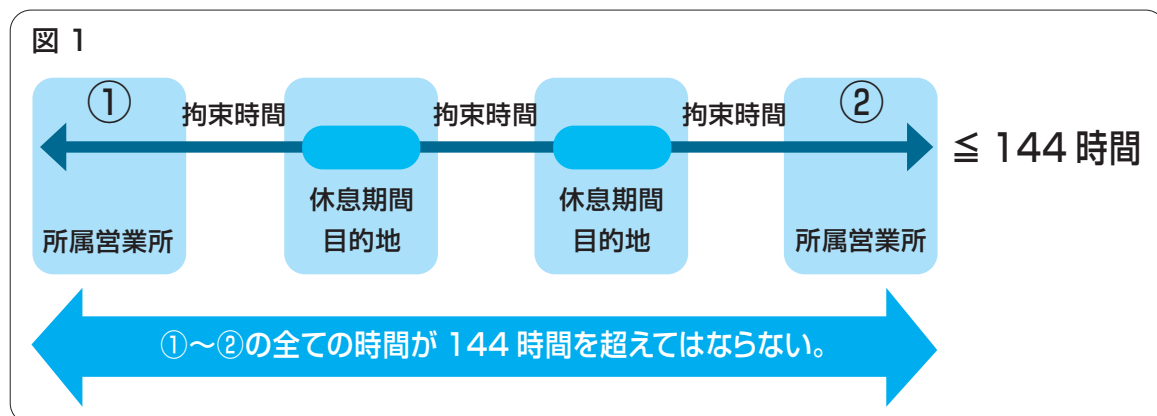 図 1
① ②
拘束時間 拘束時間 拘束時間
≦ 144 時間
休息期間 休息期間
所属営業所 目的地 目的地 所属営業所
①～②の全ての時間が 144 時間を超えてはならない。